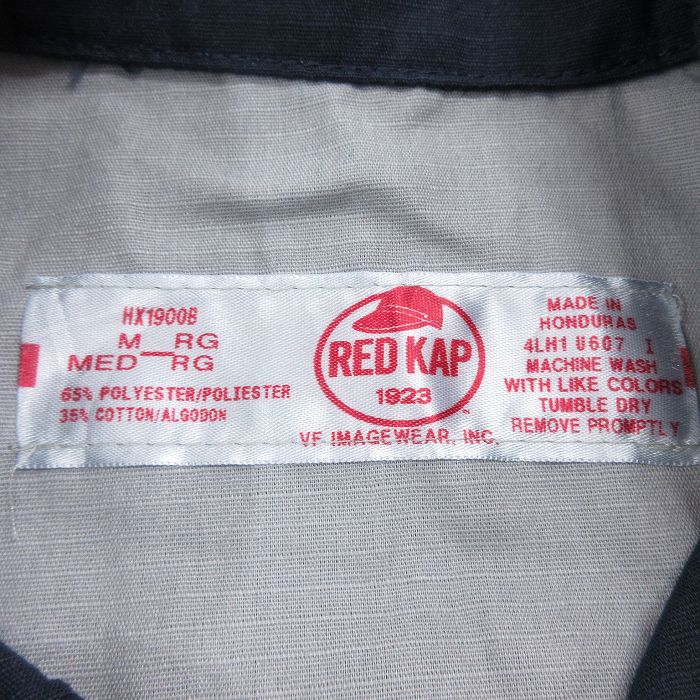 HX1900B
M—RG
MED—RG
65% POLYESTER/POLIESTER
35% COTTON/ALGODON
RED KAP
1923
™
VF IMAGEWEAR, INC.
MADE IN
HONDURAS
4LH1 U607 I
MACHINE WASH
WITH LIKE COLORS
TUMBLE DRY
REMOVE PROMPTLY